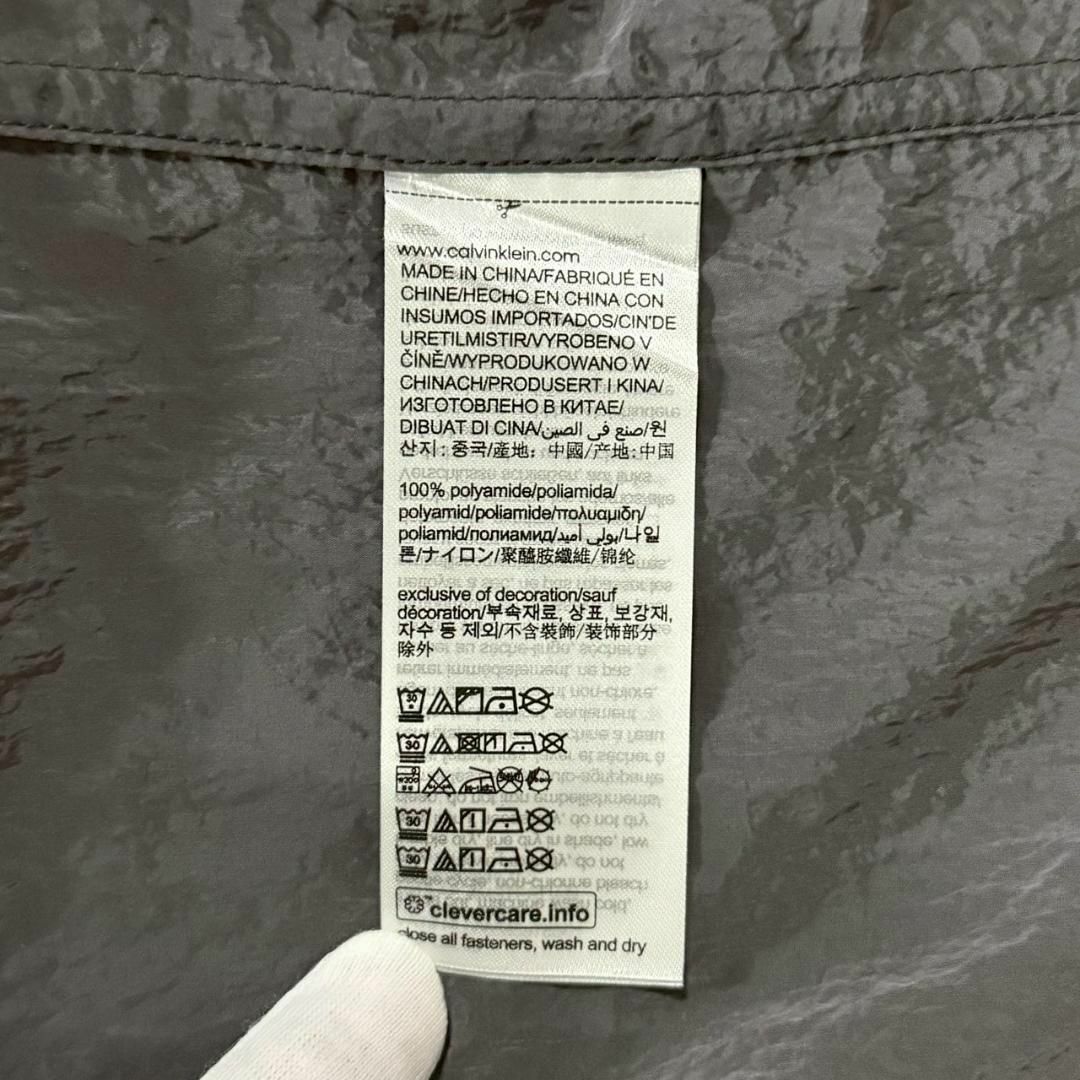 www.calvinklein.com
MADE IN CHINA/FABRIQUÉ EN
CHINE/HECHO EN CHINA CON
INSUMOS IMPORTADOS/CIN'DE
URETILMISTIR/VYROBENO V
ČÍNĚ/WYPRODUKOWANO W
CHINACH/PRODUSERT I KINA/
ИЗГОТОВЛЕНО В КИТАЕ/
DIBUAT DI CINA/صنع في الصين/원
산지 : 중국/產地：中國/产地:中国
100% polyamide/poliamida/
polyamid/poliamide/πολυαμιδη/
poliamid/полиамид/بولي أميد/나일
론/ナイロン/聚醯胺纖維/锦纶
exclusive of decoration/sauf
décoration/부속재료, 상표, 보강재,
자수 등 제외/不含裝飾/装饰部分
除外
30
30
30
30
clevercare.info
close all fasteners, wash and dry